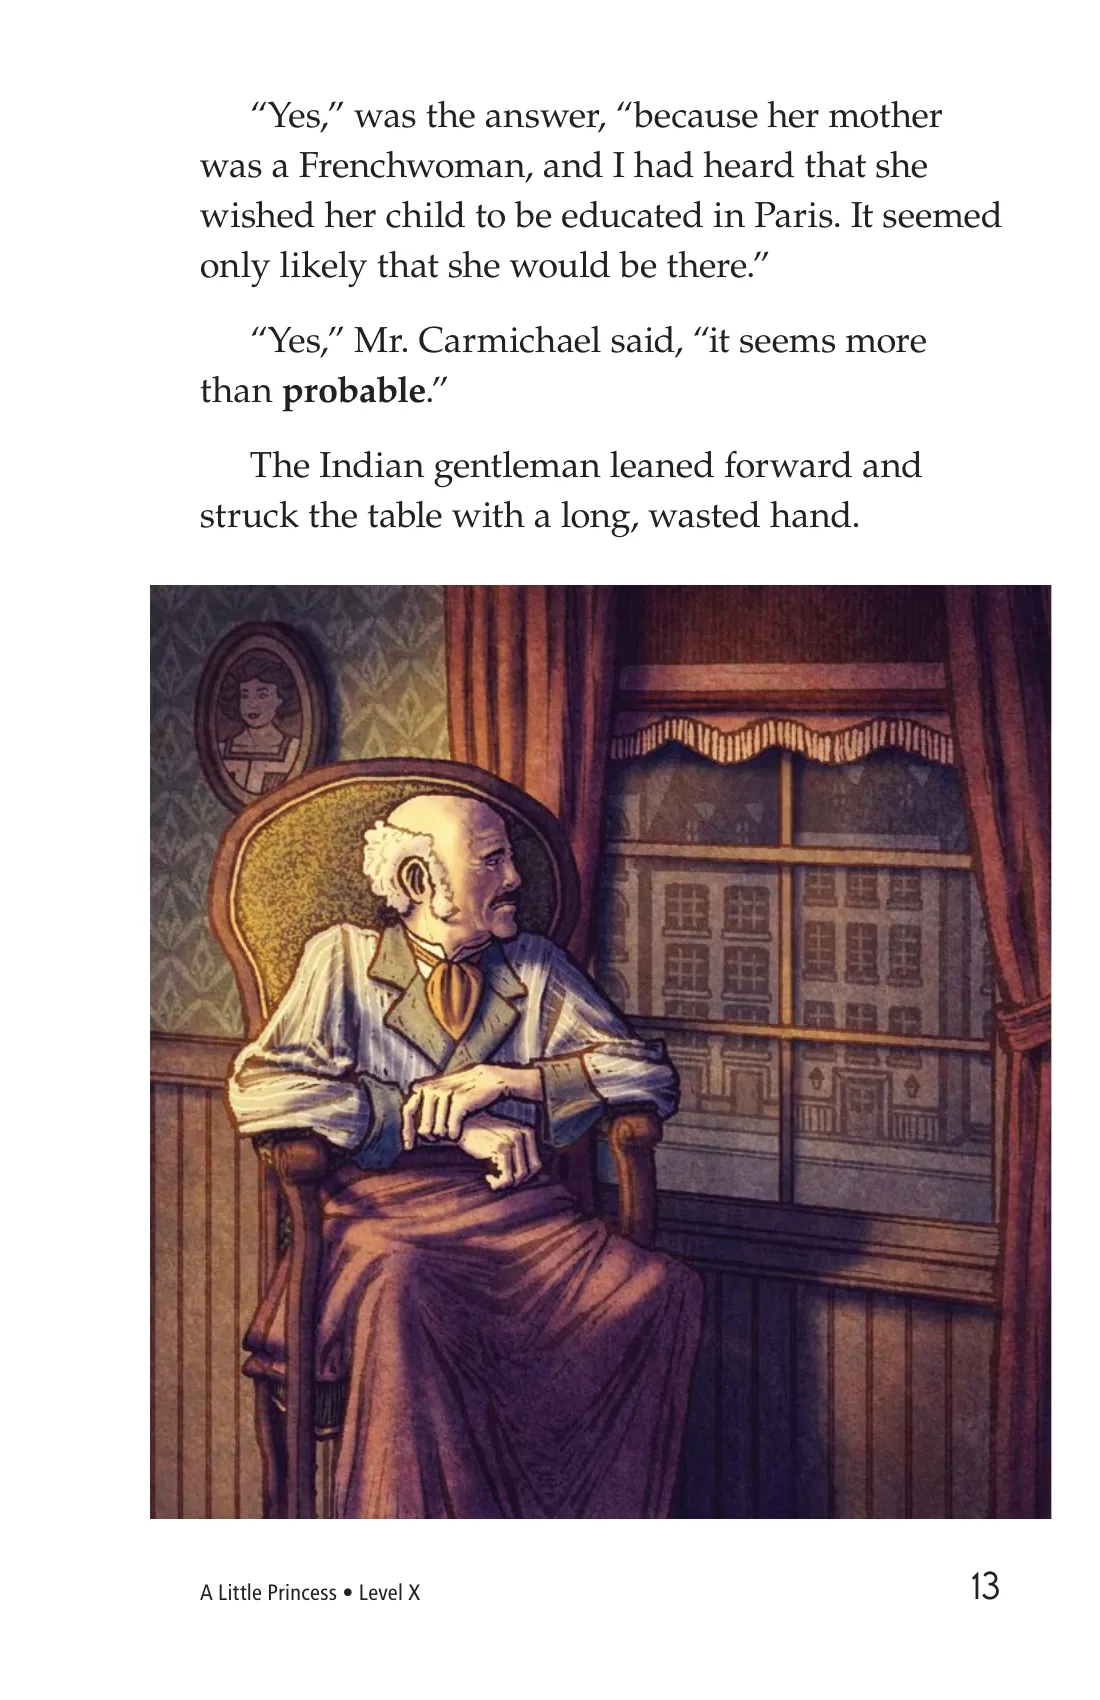 “Yes,” was the answer, “because her mother
was a Frenchwoman, and I had heard that she
wished her child to be educated in Paris. It seemed
only likely that she would be there.”
“Yes,” Mr. Carmichael said, “it seems more
than probable.”
The Indian gentleman leaned forward and
struck the table with a long, wasted hand.
A Little Princess • Level X
13